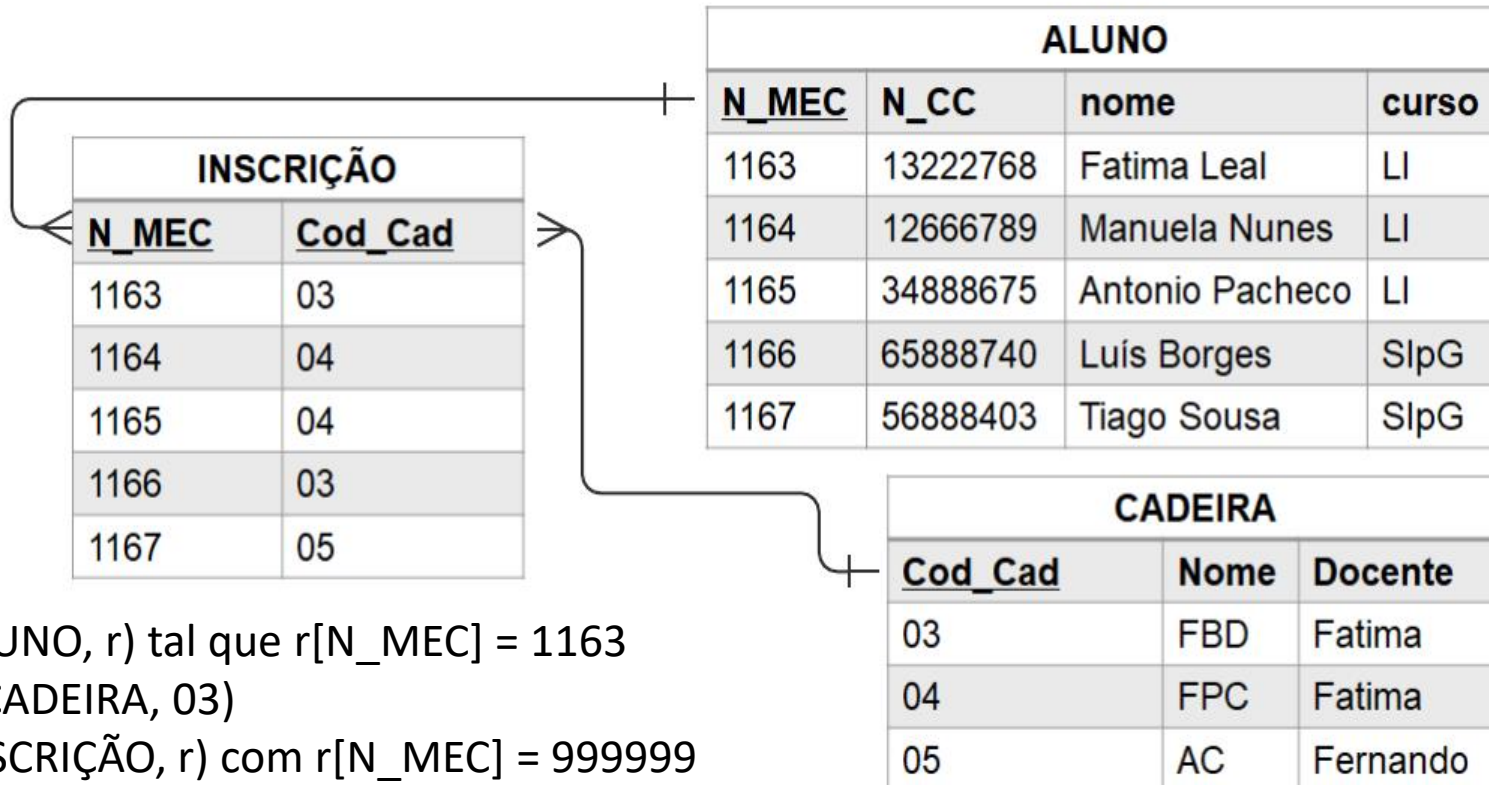 ALUNO
N_MEC N_CC nome curso
1163 13222768 Fatima Leal LI
1164 12666789 Manuela Nunes LI
1165 34888675 Antonio Pacheco LI
1166 65888740 Luís Borges SIpG
1167 56888403 Tiago Sousa SIpG
INSCRIÇÃO
N_MEC Cod_Cad
1163 03
1164 04
1165 04
1166 03
1167 05
CADEIRA
Cod_Cad Nome Docente
03 FBD Fatima
04 FPC Fatima
05 AC Fernando
UNO, r) tal que r[N_MEC] = 1163
CADEIRA, 03)
SCRIÇÃO, r) com r[N_MEC] = 999999